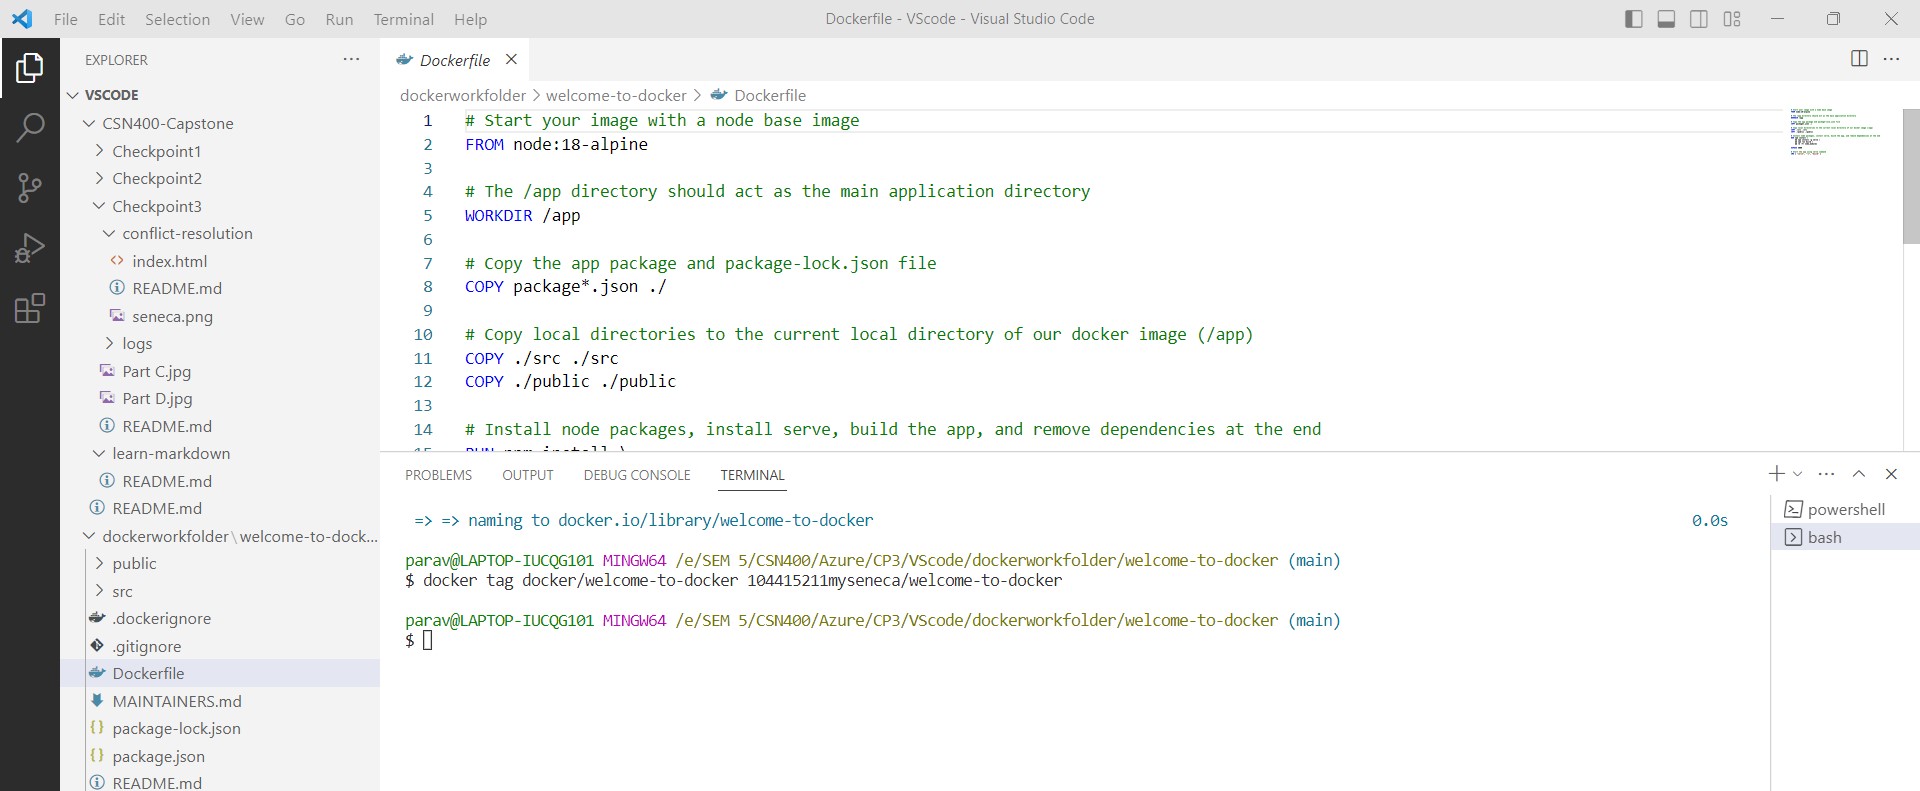 File Edit Selection View Go Run Terminal Help
Dockerfile - VScode - Visual Studio Code
EXPLORER
VSCODE
CSN400-Capstone
Checkpoint1
Checkpoint2
Checkpoint3
conflict-resolution
index.html
README.md
seneca.png
logs
Part C.jpg
Part D.jpg
README.md
learn-markdown
README.md
README.md
dockerworkfolder\welcome-to-dock...
public
src
.dockerignore
.gitignore
Dockerfile
MAINTAINERS.md
package-lock.json
package.json
README.md
Dockerfile
dockerworkfolder > welcome-to-docker > Dockerfile
1 # Start your image with a node base image
2 FROM node:18-alpine
3
4 # The /app directory should act as the main application directory
5 WORKDIR /app
6
7 # Copy the app package and package-lock.json file
8 COPY package*.json ./
9
10 # Copy local directories to the current local directory of our docker image (/app)
11 COPY ./src ./src
12 COPY ./public ./public
13
14 # Install node packages, install serve, build the app, and remove dependencies at the end
15 RUN npm install \
PROBLEMS OUTPUT DEBUG CONSOLE TERMINAL
=> => naming to docker.io/library/welcome-to-docker 0.0s
parav@LAPTOP-IUCQG101 MINGW64 /e/SEM 5/CSN400/Azure/CP3/VScode/dockerworkfolder/welcome-to-docker (main)
$ docker tag docker/welcome-to-docker 104415211myseneca/welcome-to-docker
parav@LAPTOP-IUCQG101 MINGW64 /e/SEM 5/CSN400/Azure/CP3/VScode/dockerworkfolder/welcome-to-docker (main)
$
powershell
bash